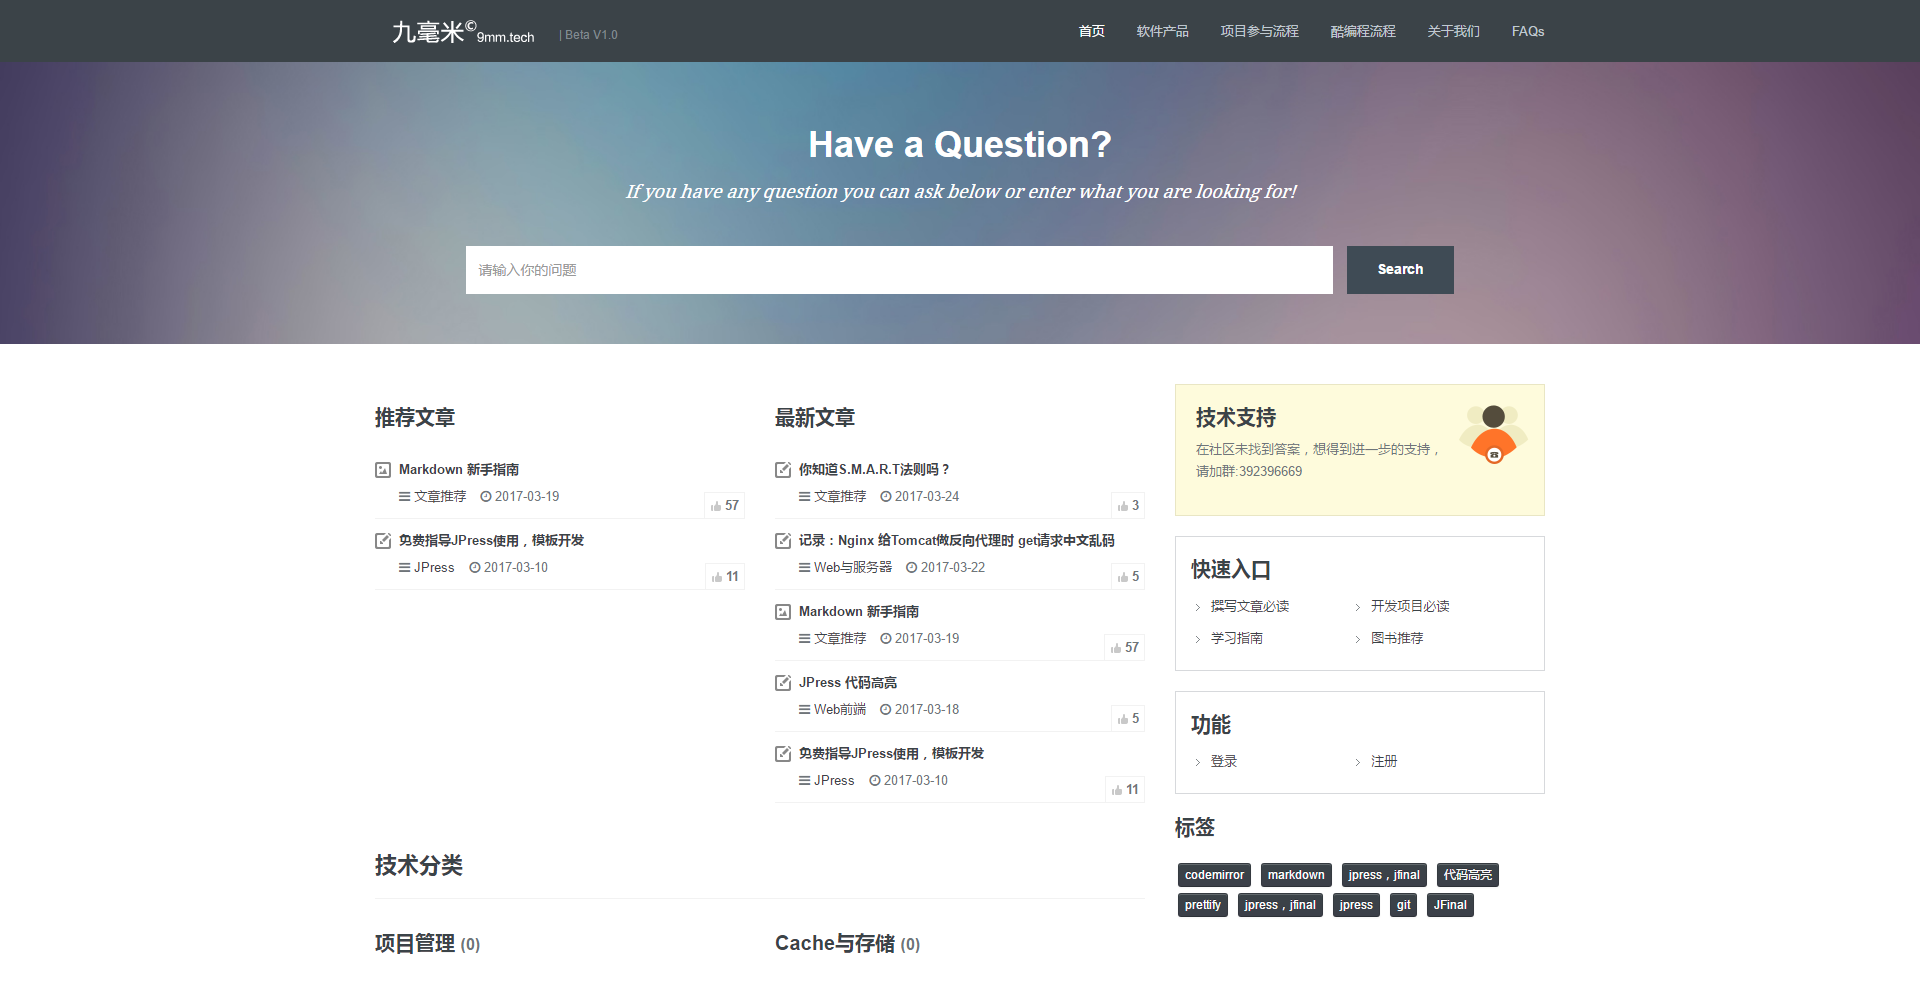 九毫米©9mm.tech | Beta V1.0 首页 软件产品 项目参与流程 酷编程流程 关于我们 FAQs
Have a Question?
If you have any question you can ask below or enter what you are looking for!
请输入你的问题 Search
推荐文章
Markdown 新手指南
文章推荐 2017-03-19
57
免费指导JPress使用，模板开发
JPress 2017-03-10
11
最新文章
你知道S.M.A.R.T法则吗？
文章推荐 2017-03-24
3
记录：Nginx 给Tomcat做反向代理时 get请求中文乱码
Web与服务器 2017-03-22
5
Markdown 新手指南
文章推荐 2017-03-19
57
JPress 代码高亮
Web前端 2017-03-18
5
免费指导JPress使用，模板开发
JPress 2017-03-10
11
技术分类
项目管理 (0) Cache与存储 (0)
技术支持
在社区未找到答案，想得到进一步的支持，
请加群:392396669
快速入口
撰写文章必读 开发项目必读
学习指南 图书推荐
功能
登录 注册
标签
codemirror markdown jpress，jfinal 代码高亮
prettify jpress，jfinal jpress git JFinal